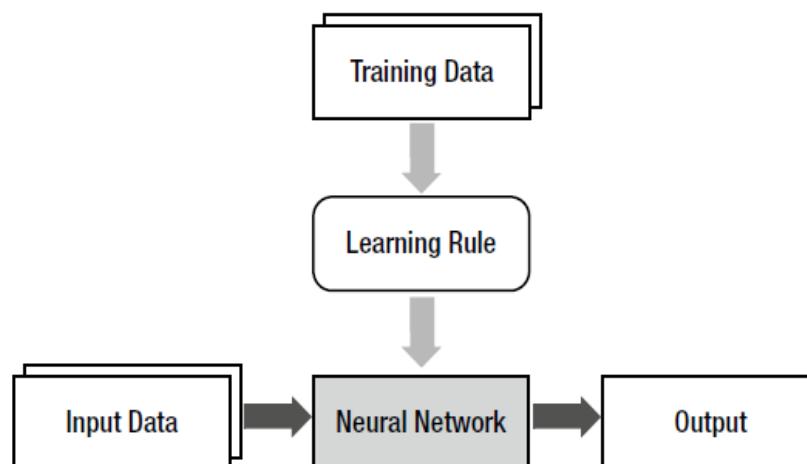 Training Data
Learning Rule
Input Data
Neural Network
Output